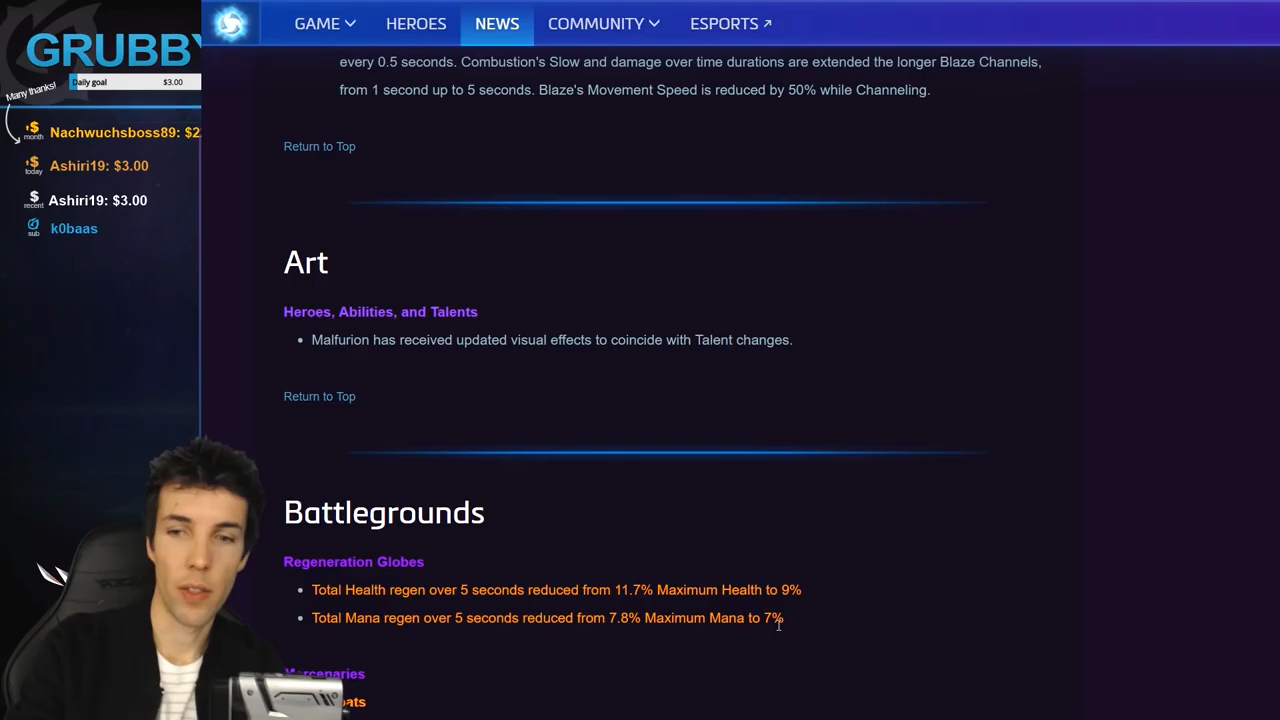 GRUBBY
Daily goal $3.00
Many thanks!
$ month Nachwuchsboss89: $2
$ today Ashiri19: $3.00
$ recent Ashiri19: $3.00
sub k0baas
GAME HEROES NEWS COMMUNITY ESPORTS
every 0.5 seconds. Combustion's Slow and damage over time durations are extended the longer Blaze Channels,
from 1 second up to 5 seconds. Blaze's Movement Speed is reduced by 50% while Channeling.
Return to Top
Art
Heroes, Abilities, and Talents
• Malfurion has received updated visual effects to coincide with Talent changes.
Return to Top
Battlegrounds
Regeneration Globes
• Total Health regen over 5 seconds reduced from 11.7% Maximum Health to 9%
• Total Mana regen over 5 seconds reduced from 7.8% Maximum Mana to 7%
Mercenaries